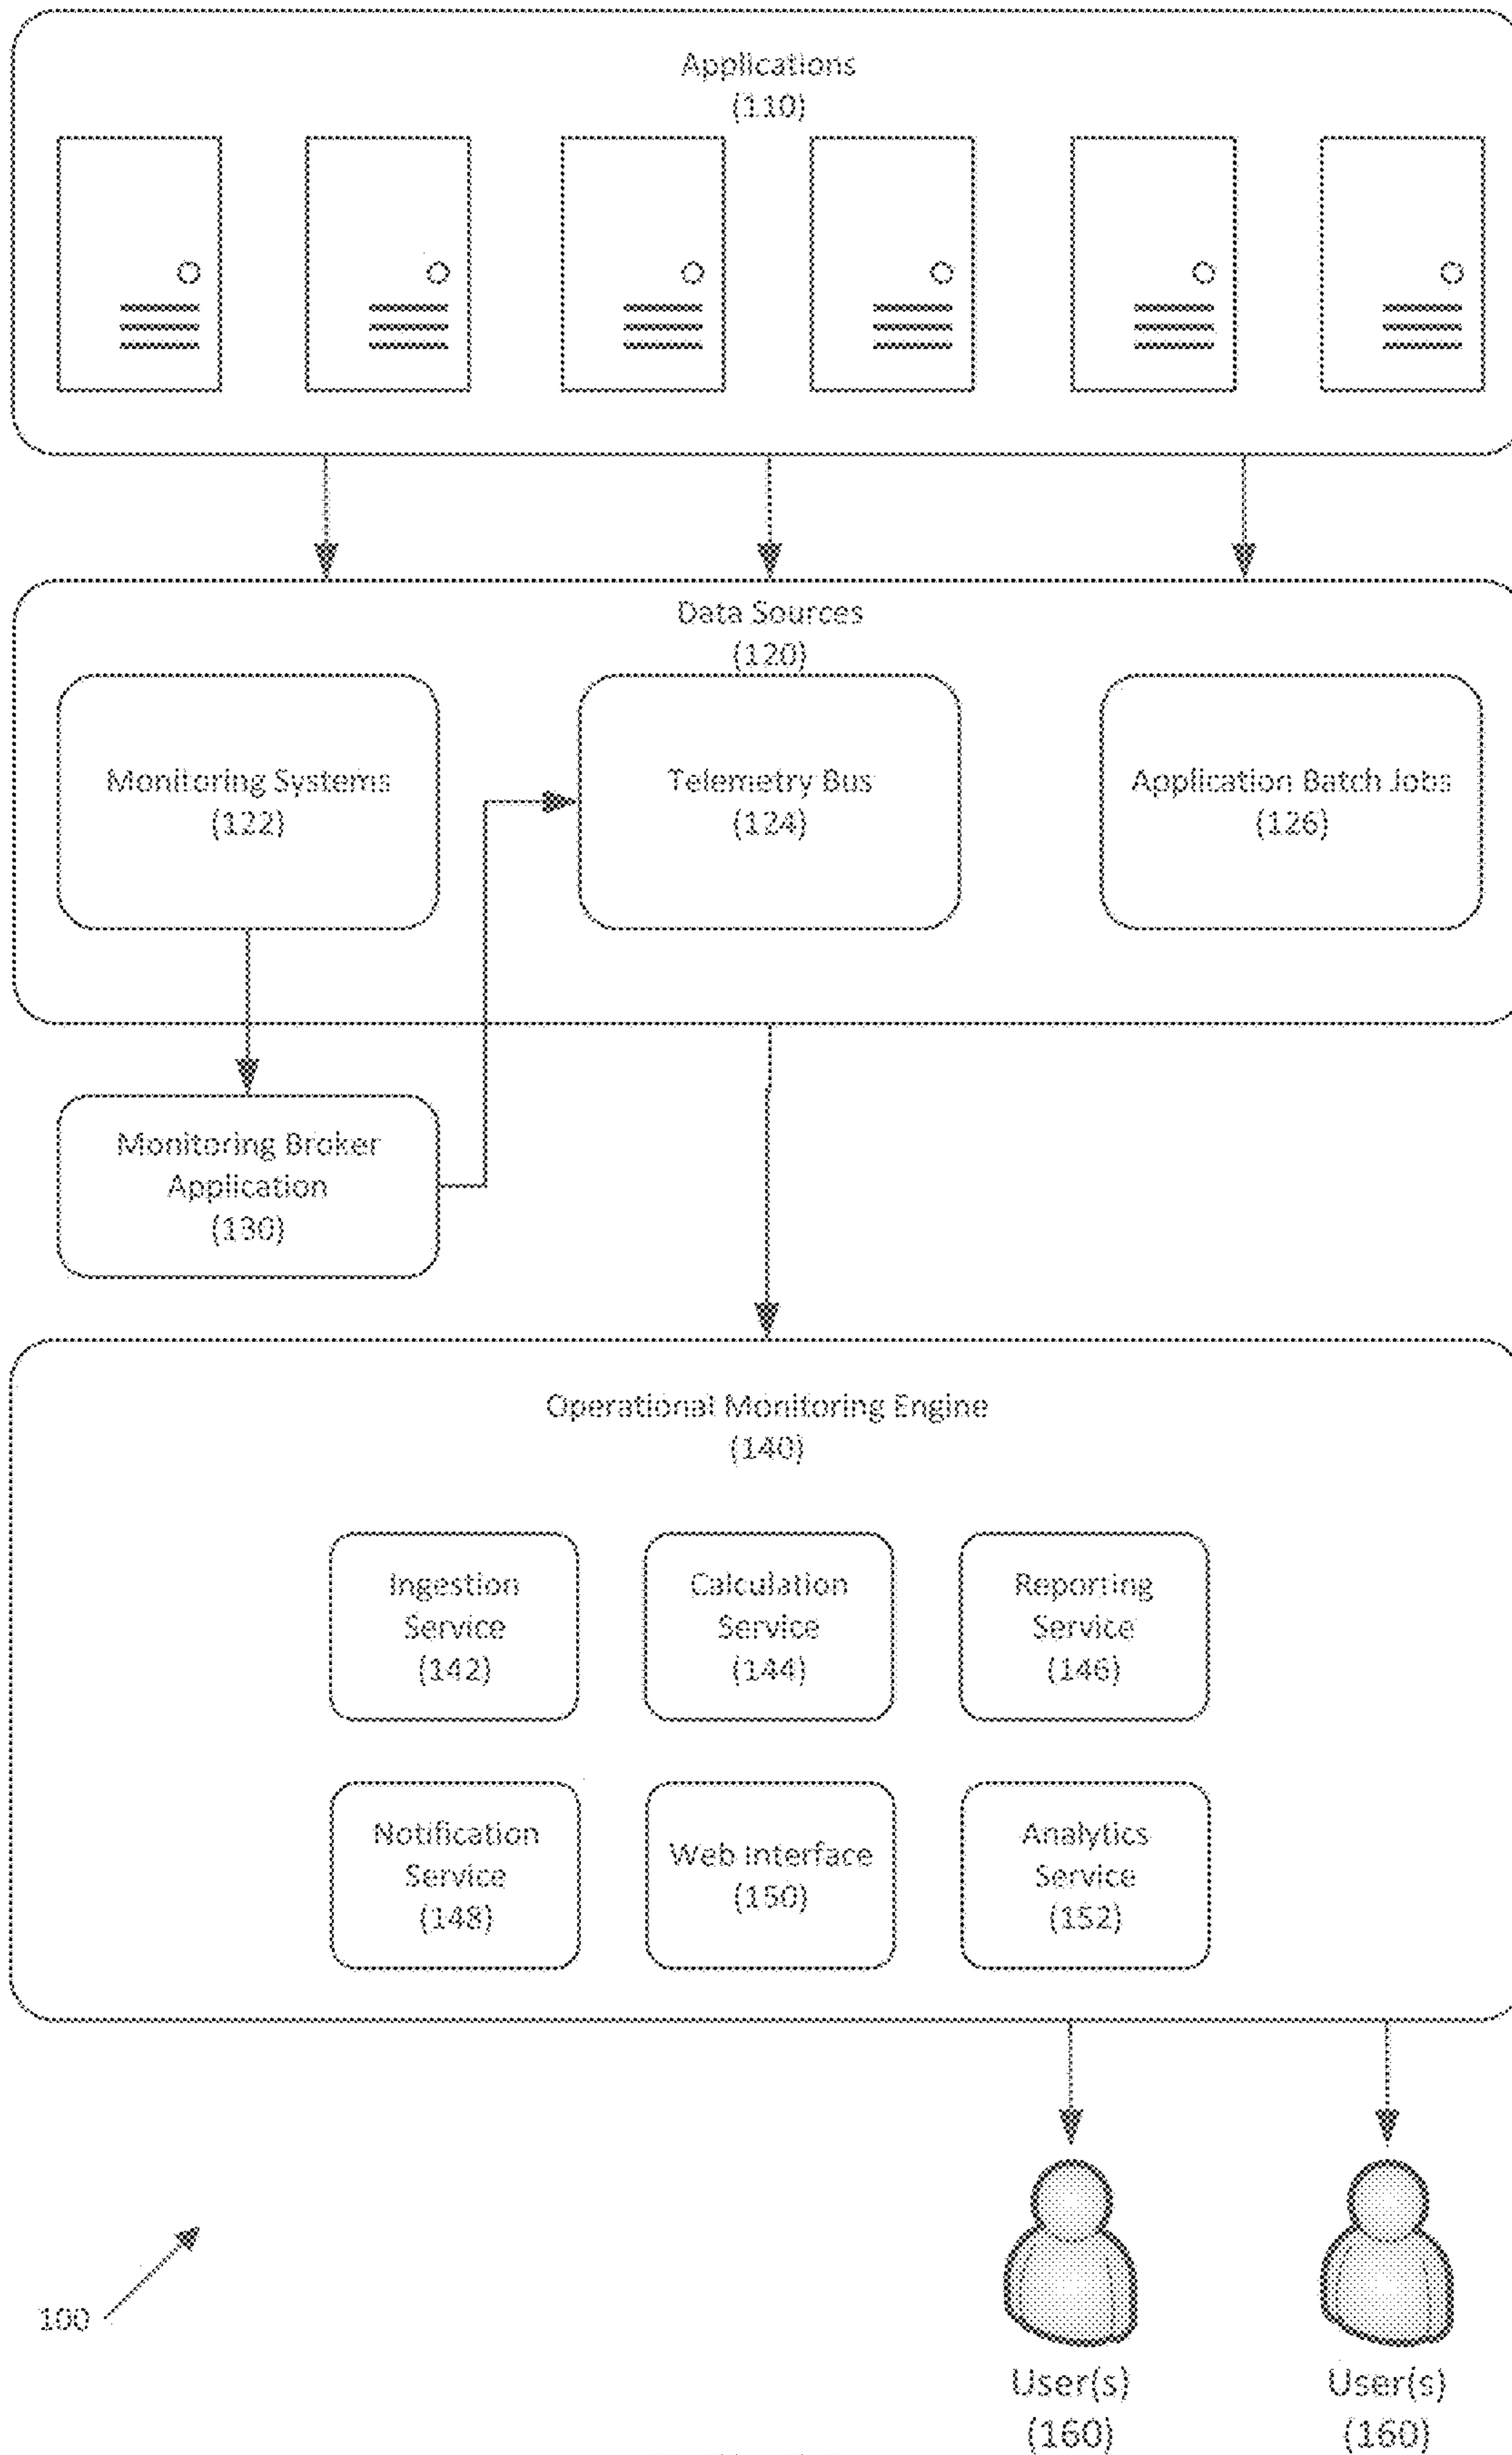 Applications
(110)
Data Sources
(120)
Monitoring Systems
(122)
Telemetry Bus
(124)
Application Batch Jobs
(126)
Monitoring Broker
Application
(130)
Operational Monitoring Engine
(140)
Ingestion
Service
(142)
Calculation
Service
(144)
Reporting
Service
(146)
Notification
Service
(148)
Web Interface
(150)
Analytics
Service
(152)
100
User(s)
(160)
User(s)
(160)